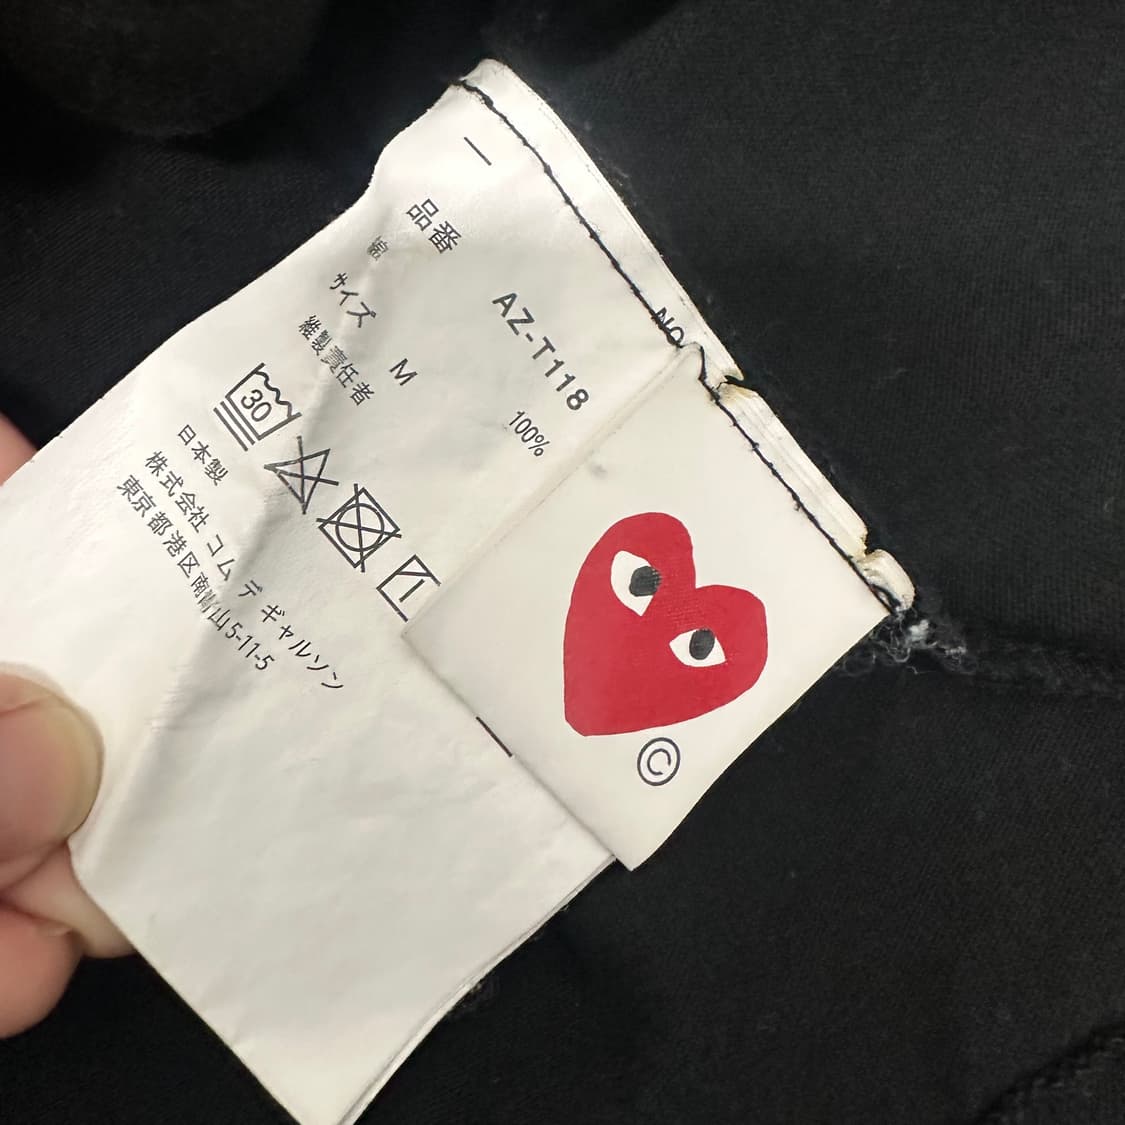 NO.
品番 AZ-T118
綿 100%
サイズ M
縫製責任者
30
日本製
株式会社 コム デ ギャルソン
東京都港区南青山5-11-5
©